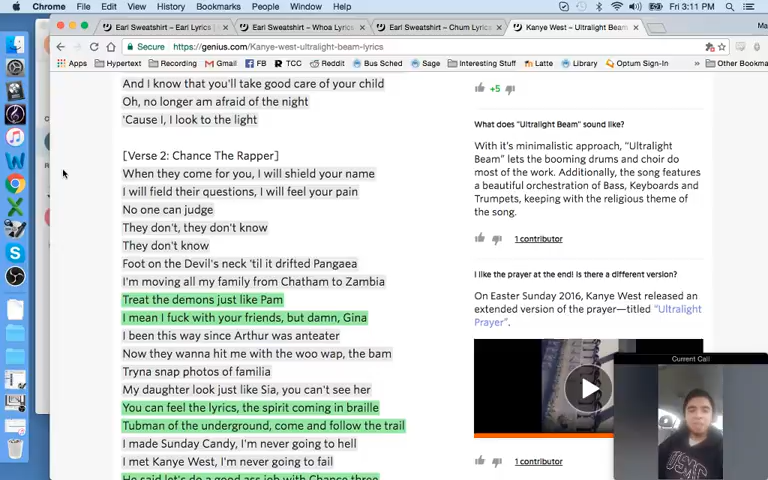 Chrome File Edit View History Bookmarks People Window Help Fri 3:11 PM
Earl Sweatshirt – Earl Lyrics Earl Sweatshirt – Whoa Lyrics Earl Sweatshirt – Chum Lyrics Kanye West – Ultralight Beam
Secure https://genius.com/Kanye-west-ultralight-beam-lyrics
Apps Hypertext Recording Gmail FB TCC Reddit Bus Sched Sage Interesting Stuff Latte Library Optum Sign-In Other Bookma
And I know that you'll take good care of your child
Oh, no longer am afraid of the night
'Cause I, I look to the light
[Verse 2: Chance The Rapper]
When they come for you, I will shield your name
I will field their questions, I will feel your pain
No one can judge
They don't, they don't know
They don't know
Foot on the Devil's neck 'til it drifted Pangaea
I'm moving all my family from Chatham to Zambia
Treat the demons just like Pam
I mean I fuck with your friends, but damn, Gina
I been this way since Arthur was anteater
Now they wanna hit me with the woo wap, the bam
Tryna snap photos of familia
My daughter look just like Sia, you can't see her
You can feel the lyrics, the spirit coming in braille
Tubman of the underground, come and follow the trail
I made Sunday Candy, I'm never going to hell
I met Kanye West, I'm never going to fail
He said let's do a good ass job with Chance three
+5
What does "Ultralight Beam" sound like?
With it's minimalistic approach, "Ultralight
Beam" lets the booming drums and choir do
most of the work. Additionally, the song features
a beautiful orchestration of Bass, Keyboards and
Trumpets, keeping with the religious theme of
the song.
1 contributor
I like the prayer at the end! Is there a different version?
On Easter Sunday 2016, Kanye West released an
extended version of the prayer—titled "Ultralight
Prayer".
1 contributor
Current Call